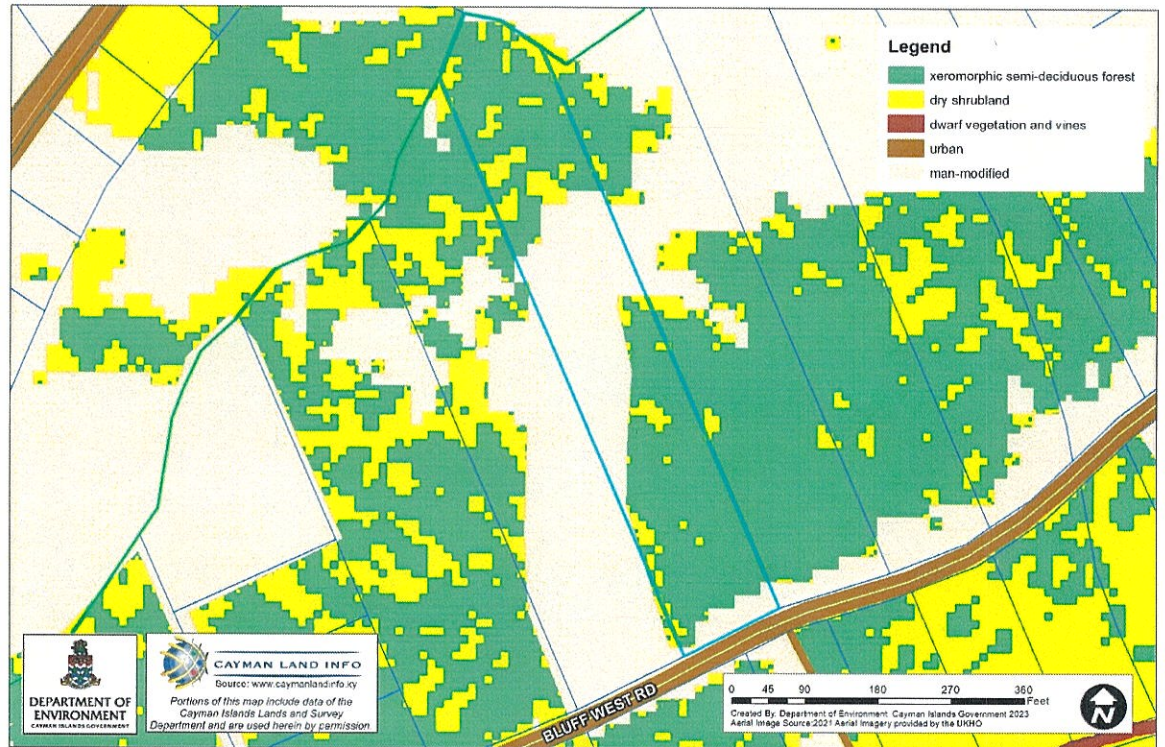 Legend
xeromorphic semi-deciduous forest
dry shrubland
dwarf vegetation and vines
urban
man-modified
DEPARTMENT OF
ENVIRONMENT
CAYMAN ISLANDS GOVERNMENT
CAYMAN LAND INFO
Source: www.caymanlandinfo.ky
Portions of this map include data of the
Cayman Islands Lands and Survey
Department and are used herein by permission
BLUFF WEST RD
0 45 90 180 270 360
Feet
Created By: Department of Environment Cayman Islands Government 2023
Aerial Image Source:2021 Aerial Imagery provided by the UKHO
N